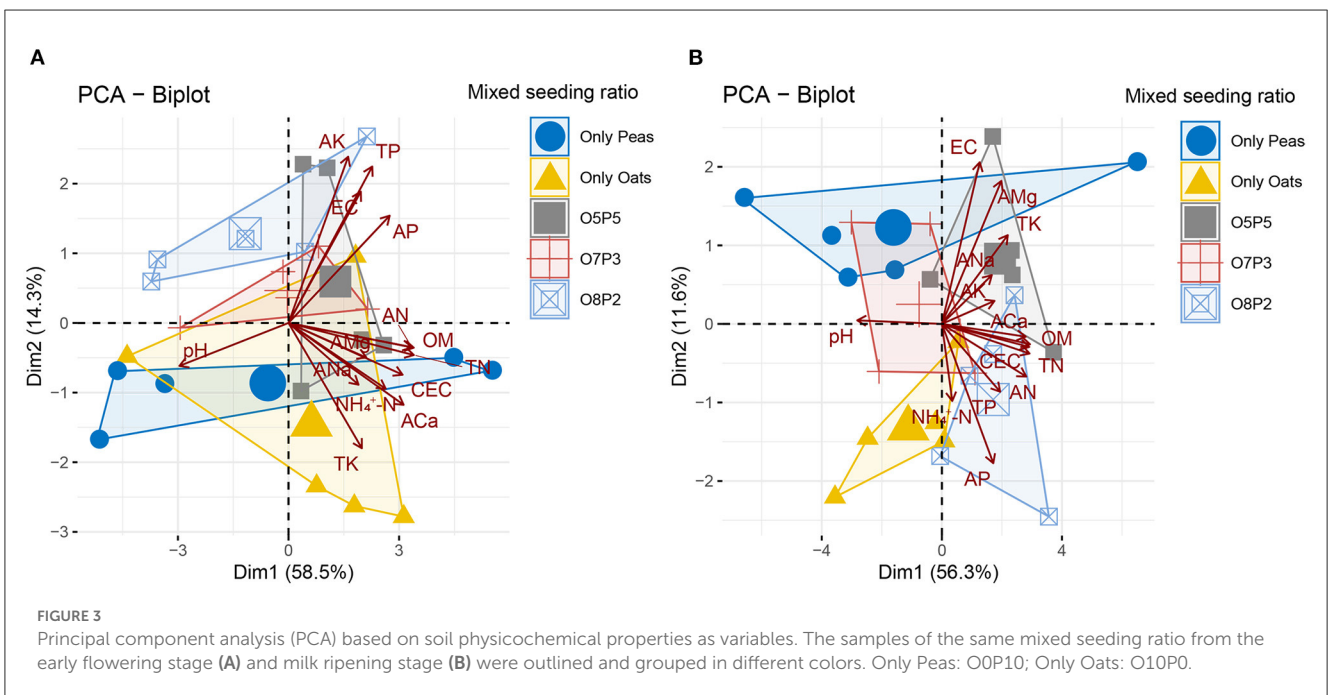 A
PCA − Biplot
Mixed seeding ratio
Only Peas
Only Oats
O5P5
O7P3
O8P2
AK
TP
EC
AP
AN
OM
AMg
TN
pH
ANa
CEC
NH₄⁺-N
ACa
TK
2
1
0
−1
−2
−3
Dim2 (14.3%)
−3
0
3
Dim1 (58.5%)
B
PCA − Biplot
Mixed seeding ratio
Only Peas
Only Oats
O5P5
O7P3
O8P2
EC
AMg
TK
ANa
AK
ACa
pH
OM
CEC
TN
AN
TP
NH₄⁺-N
AP
2
1
0
−1
−2
Dim2 (11.6%)
−4
0
4
Dim1 (56.3%)
FIGURE 3
Principal component analysis (PCA) based on soil physicochemical properties as variables. The samples of the same mixed seeding ratio from the
early flowering stage (A) and milk ripening stage (B) were outlined and grouped in different colors. Only Peas: O0P10; Only Oats: O10P0.